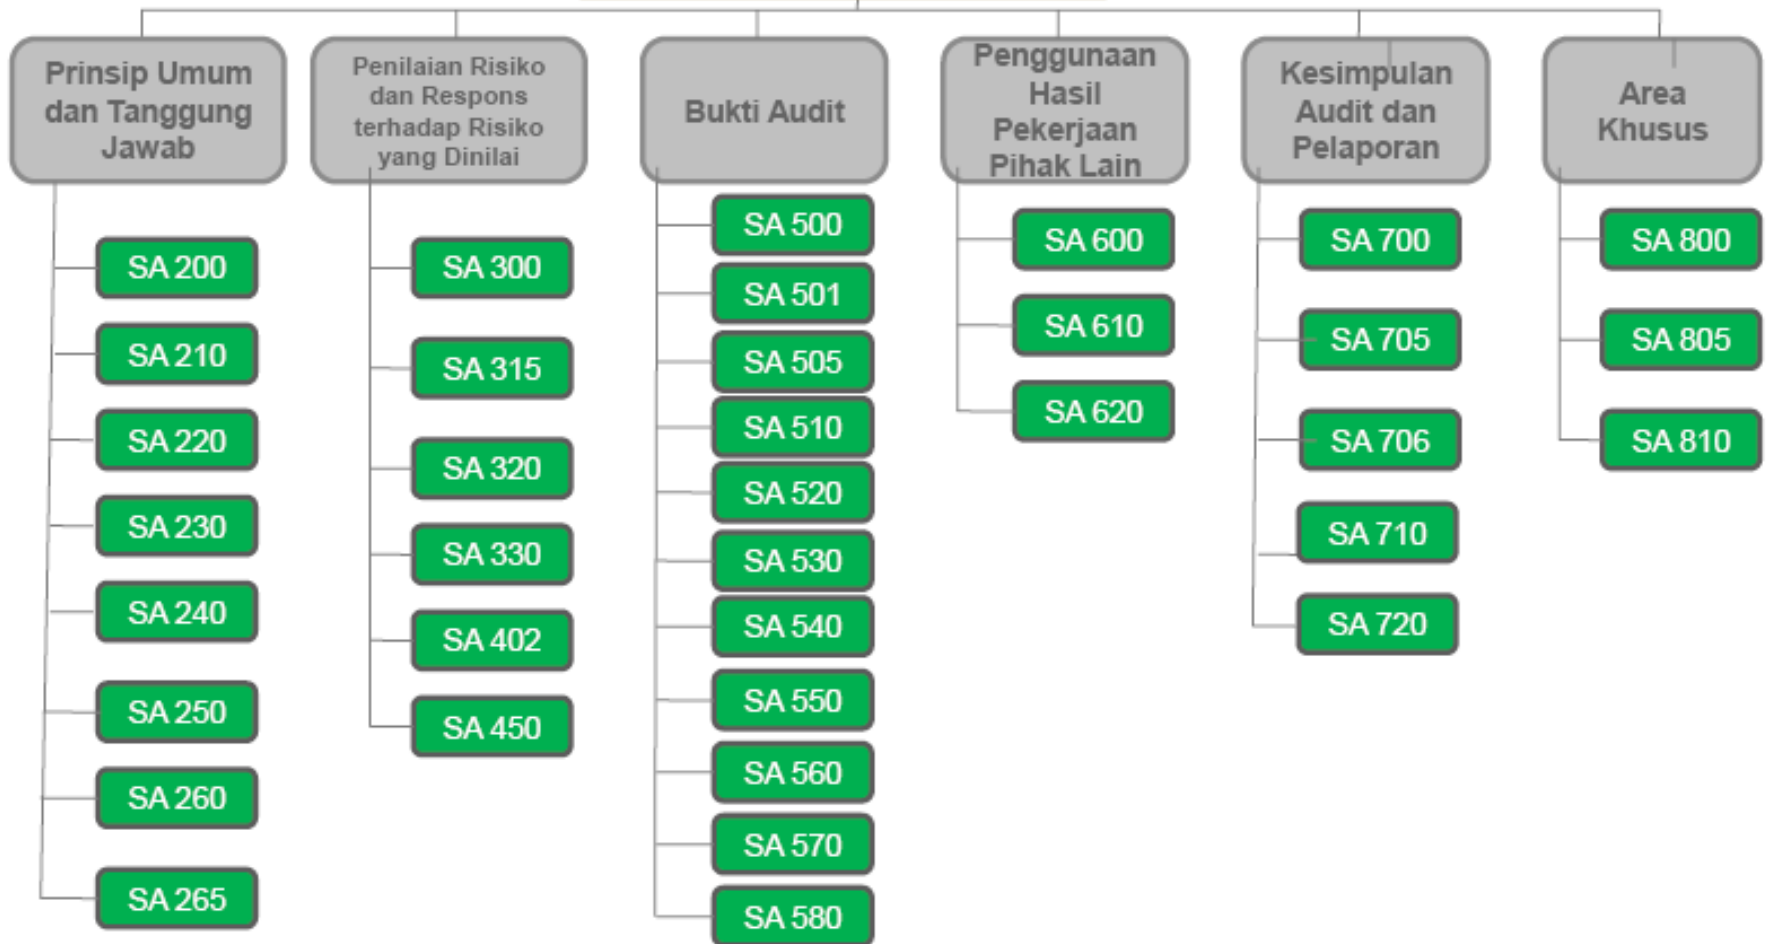 Prinsip Umum
dan Tanggung
Jawab
SA 200
SA 210
SA 220
SA 230
SA 240
SA 250
SA 260
SA 265
Penilaian Risiko
dan Respons
terhadap Risiko
yang Dinilai
SA 300
SA 315
SA 320
SA 330
SA 402
SA 450
Bukti Audit
SA 500
SA 501
SA 505
SA 510
SA 520
SA 530
SA 540
SA 550
SA 560
SA 570
SA 580
Penggunaan
Hasil
Pekerjaan
Pihak Lain
SA 600
SA 610
SA 620
Kesimpulan
Audit dan
Pelaporan
SA 700
SA 705
SA 706
SA 710
SA 720
Area
Khusus
SA 800
SA 805
SA 810